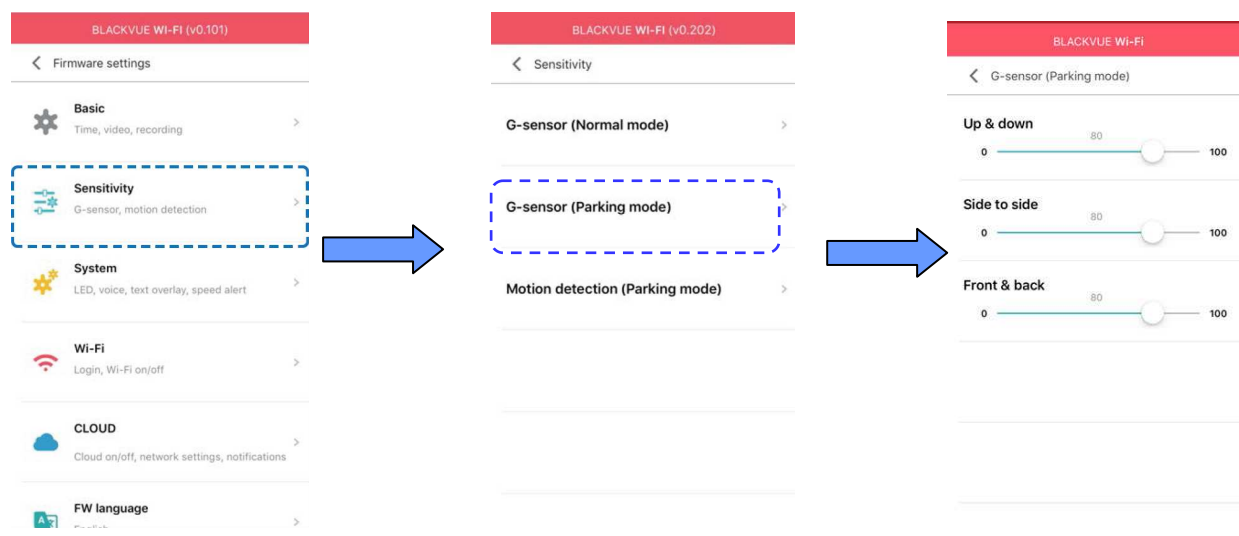 BLACKVUE WI-FI (v0.101)
Firmware settings
Basic
Time, video, recording
Sensitivity
G-sensor, motion detection
System
LED, voice, text overlay, speed alert
Wi-Fi
Login, Wi-Fi on/off
CLOUD
Cloud on/off, network settings, notifications
FW language
BLACKVUE WI-FI (v0.202)
Sensitivity
G-sensor (Normal mode)
G-sensor (Parking mode)
Motion detection (Parking mode)
BLACKVUE Wi-Fi
G-sensor (Parking mode)
Up & down
80
0 100
Side to side
80
0 100
Front & back
80
0 100